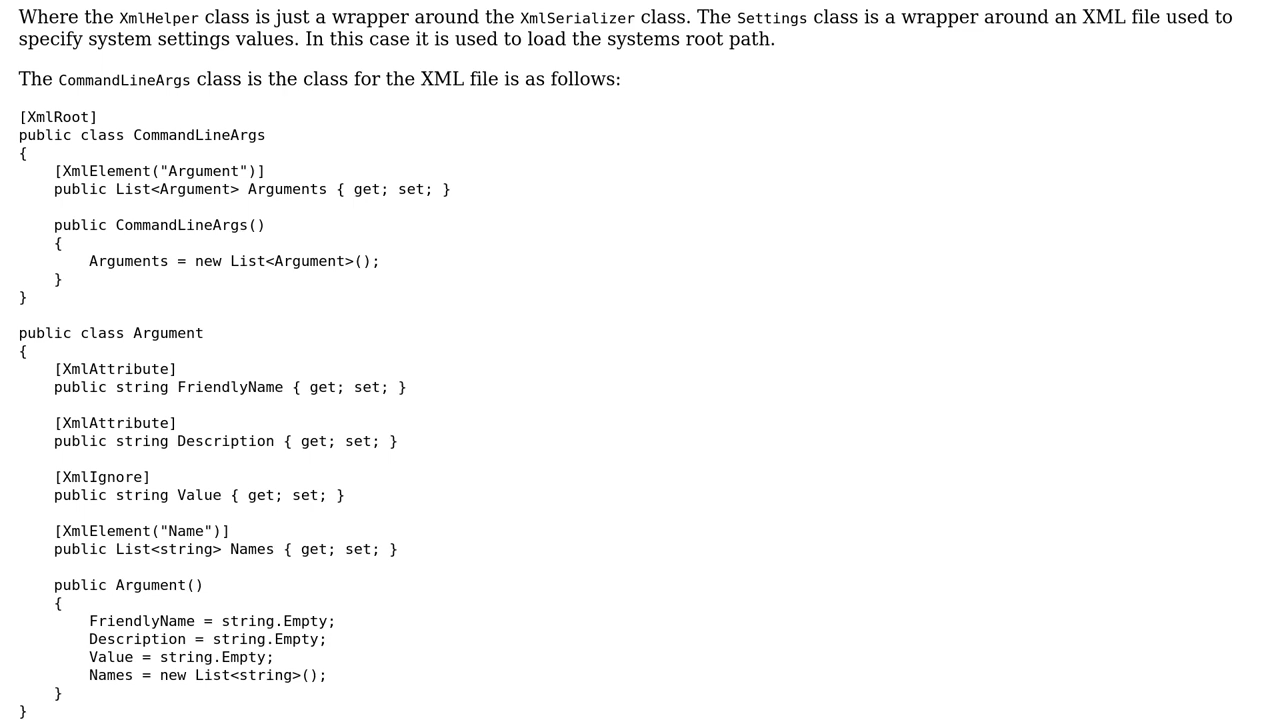 Where the XmlHelper class is just a wrapper around the XmlSerializer class. The Settings class is a wrapper around an XML file used to
specify system settings values. In this case it is used to load the systems root path.
The CommandLineArgs class is the class for the XML file is as follows:
[XmlRoot]
public class CommandLineArgs
{
    [XmlElement("Argument")]
    public List<Argument> Arguments { get; set; }

    public CommandLineArgs()
    {
        Arguments = new List<Argument>();
    }
}

public class Argument
{
    [XmlAttribute]
    public string FriendlyName { get; set; }

    [XmlAttribute]
    public string Description { get; set; }

    [XmlIgnore]
    public string Value { get; set; }

    [XmlElement("Name")]
    public List<string> Names { get; set; }

    public Argument()
    {
        FriendlyName = string.Empty;
        Description = string.Empty;
        Value = string.Empty;
        Names = new List<string>();
    }
}